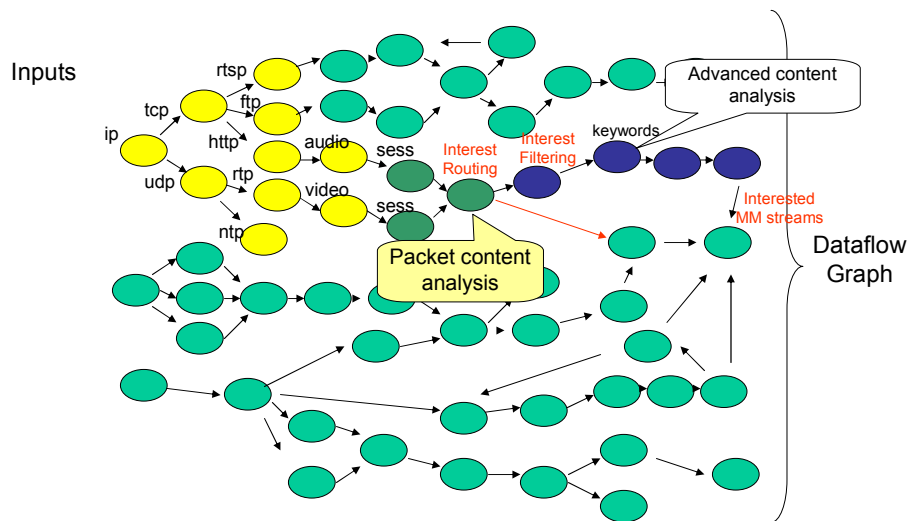 Inputs
rtsp
tcp
ftp
ip
http
audio
sess
udp
rtp
video
sess
ntp
Interest
Routing
Interest
Filtering
keywords
Advanced content
analysis
Interested
MM streams
Packet content
analysis
Dataflow
Graph